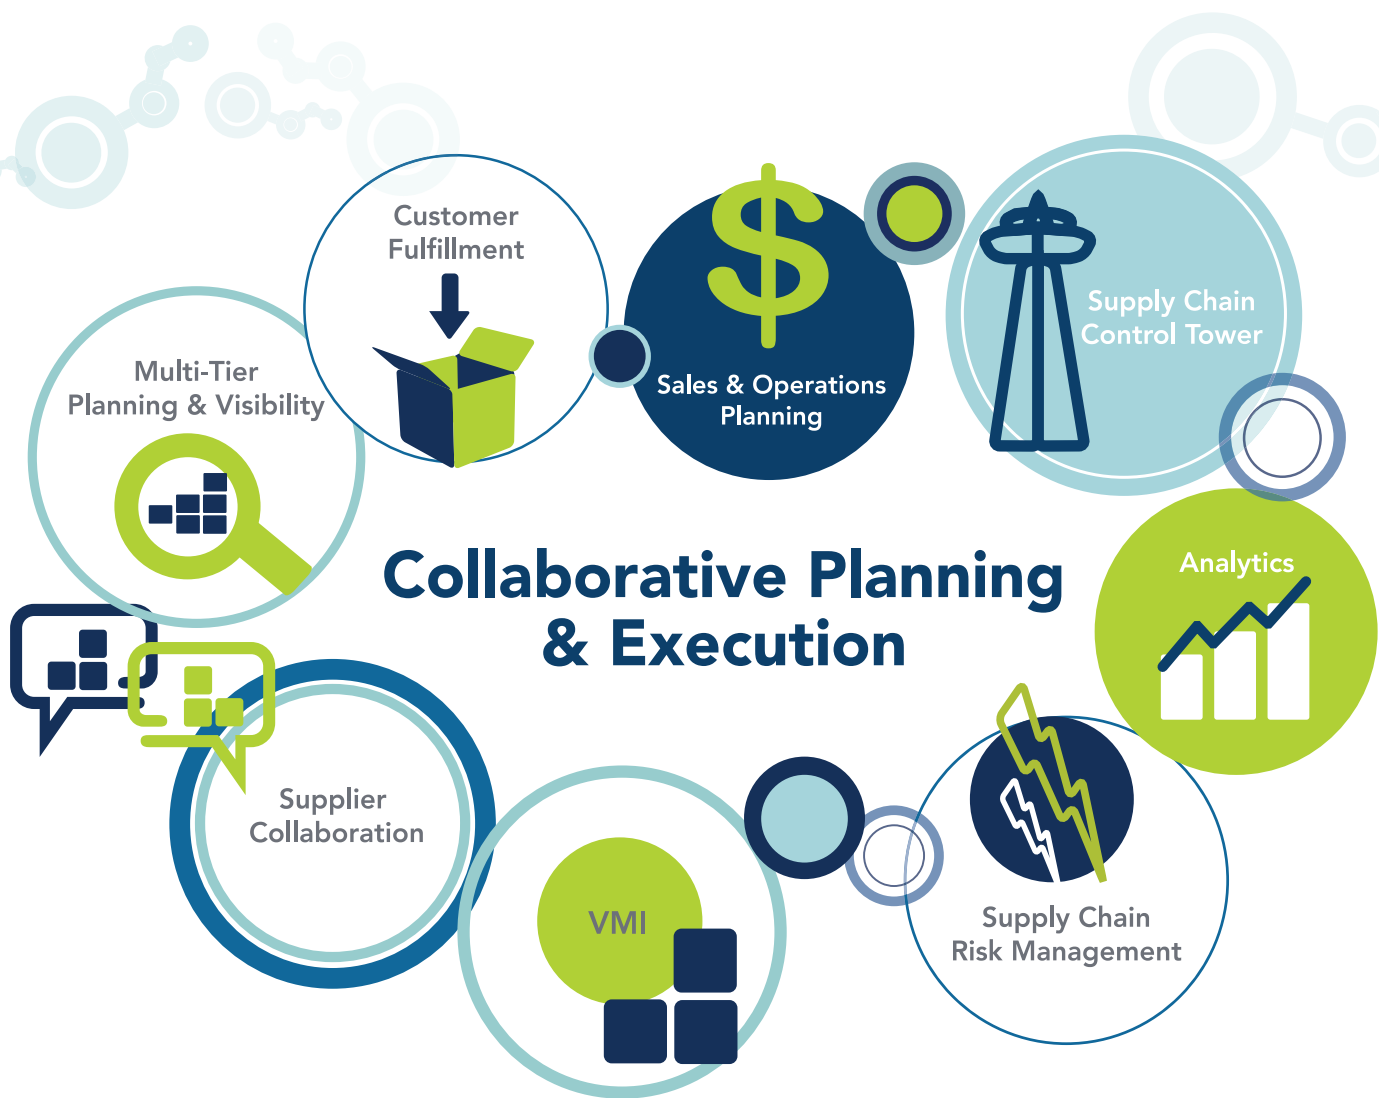 Customer
Fulfillment
Sales & Operations
Planning
Supply Chain
Control Tower
Multi-Tier
Planning & Visibility
Collaborative Planning
& Execution
Analytics
Supplier
Collaboration
VMI
Supply Chain
Risk Management